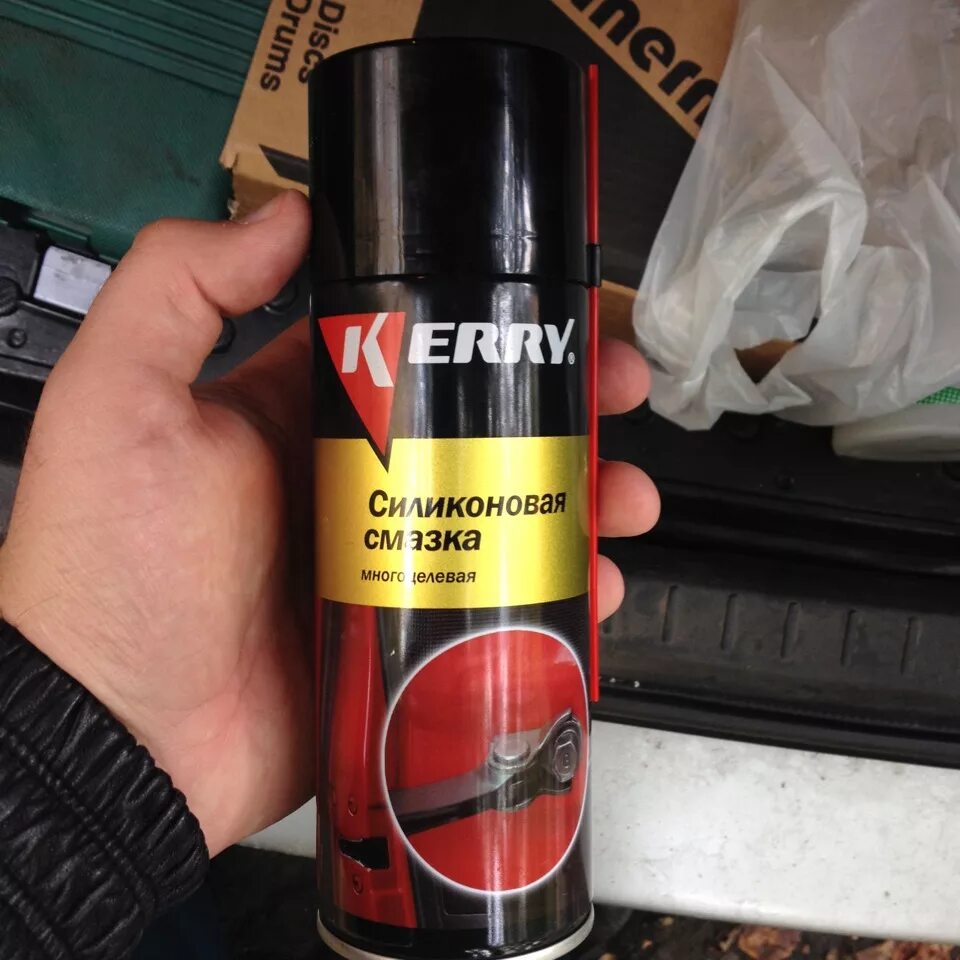 Discs
Drums
KERRY®
Силиконовая
смазка
многоцелевая